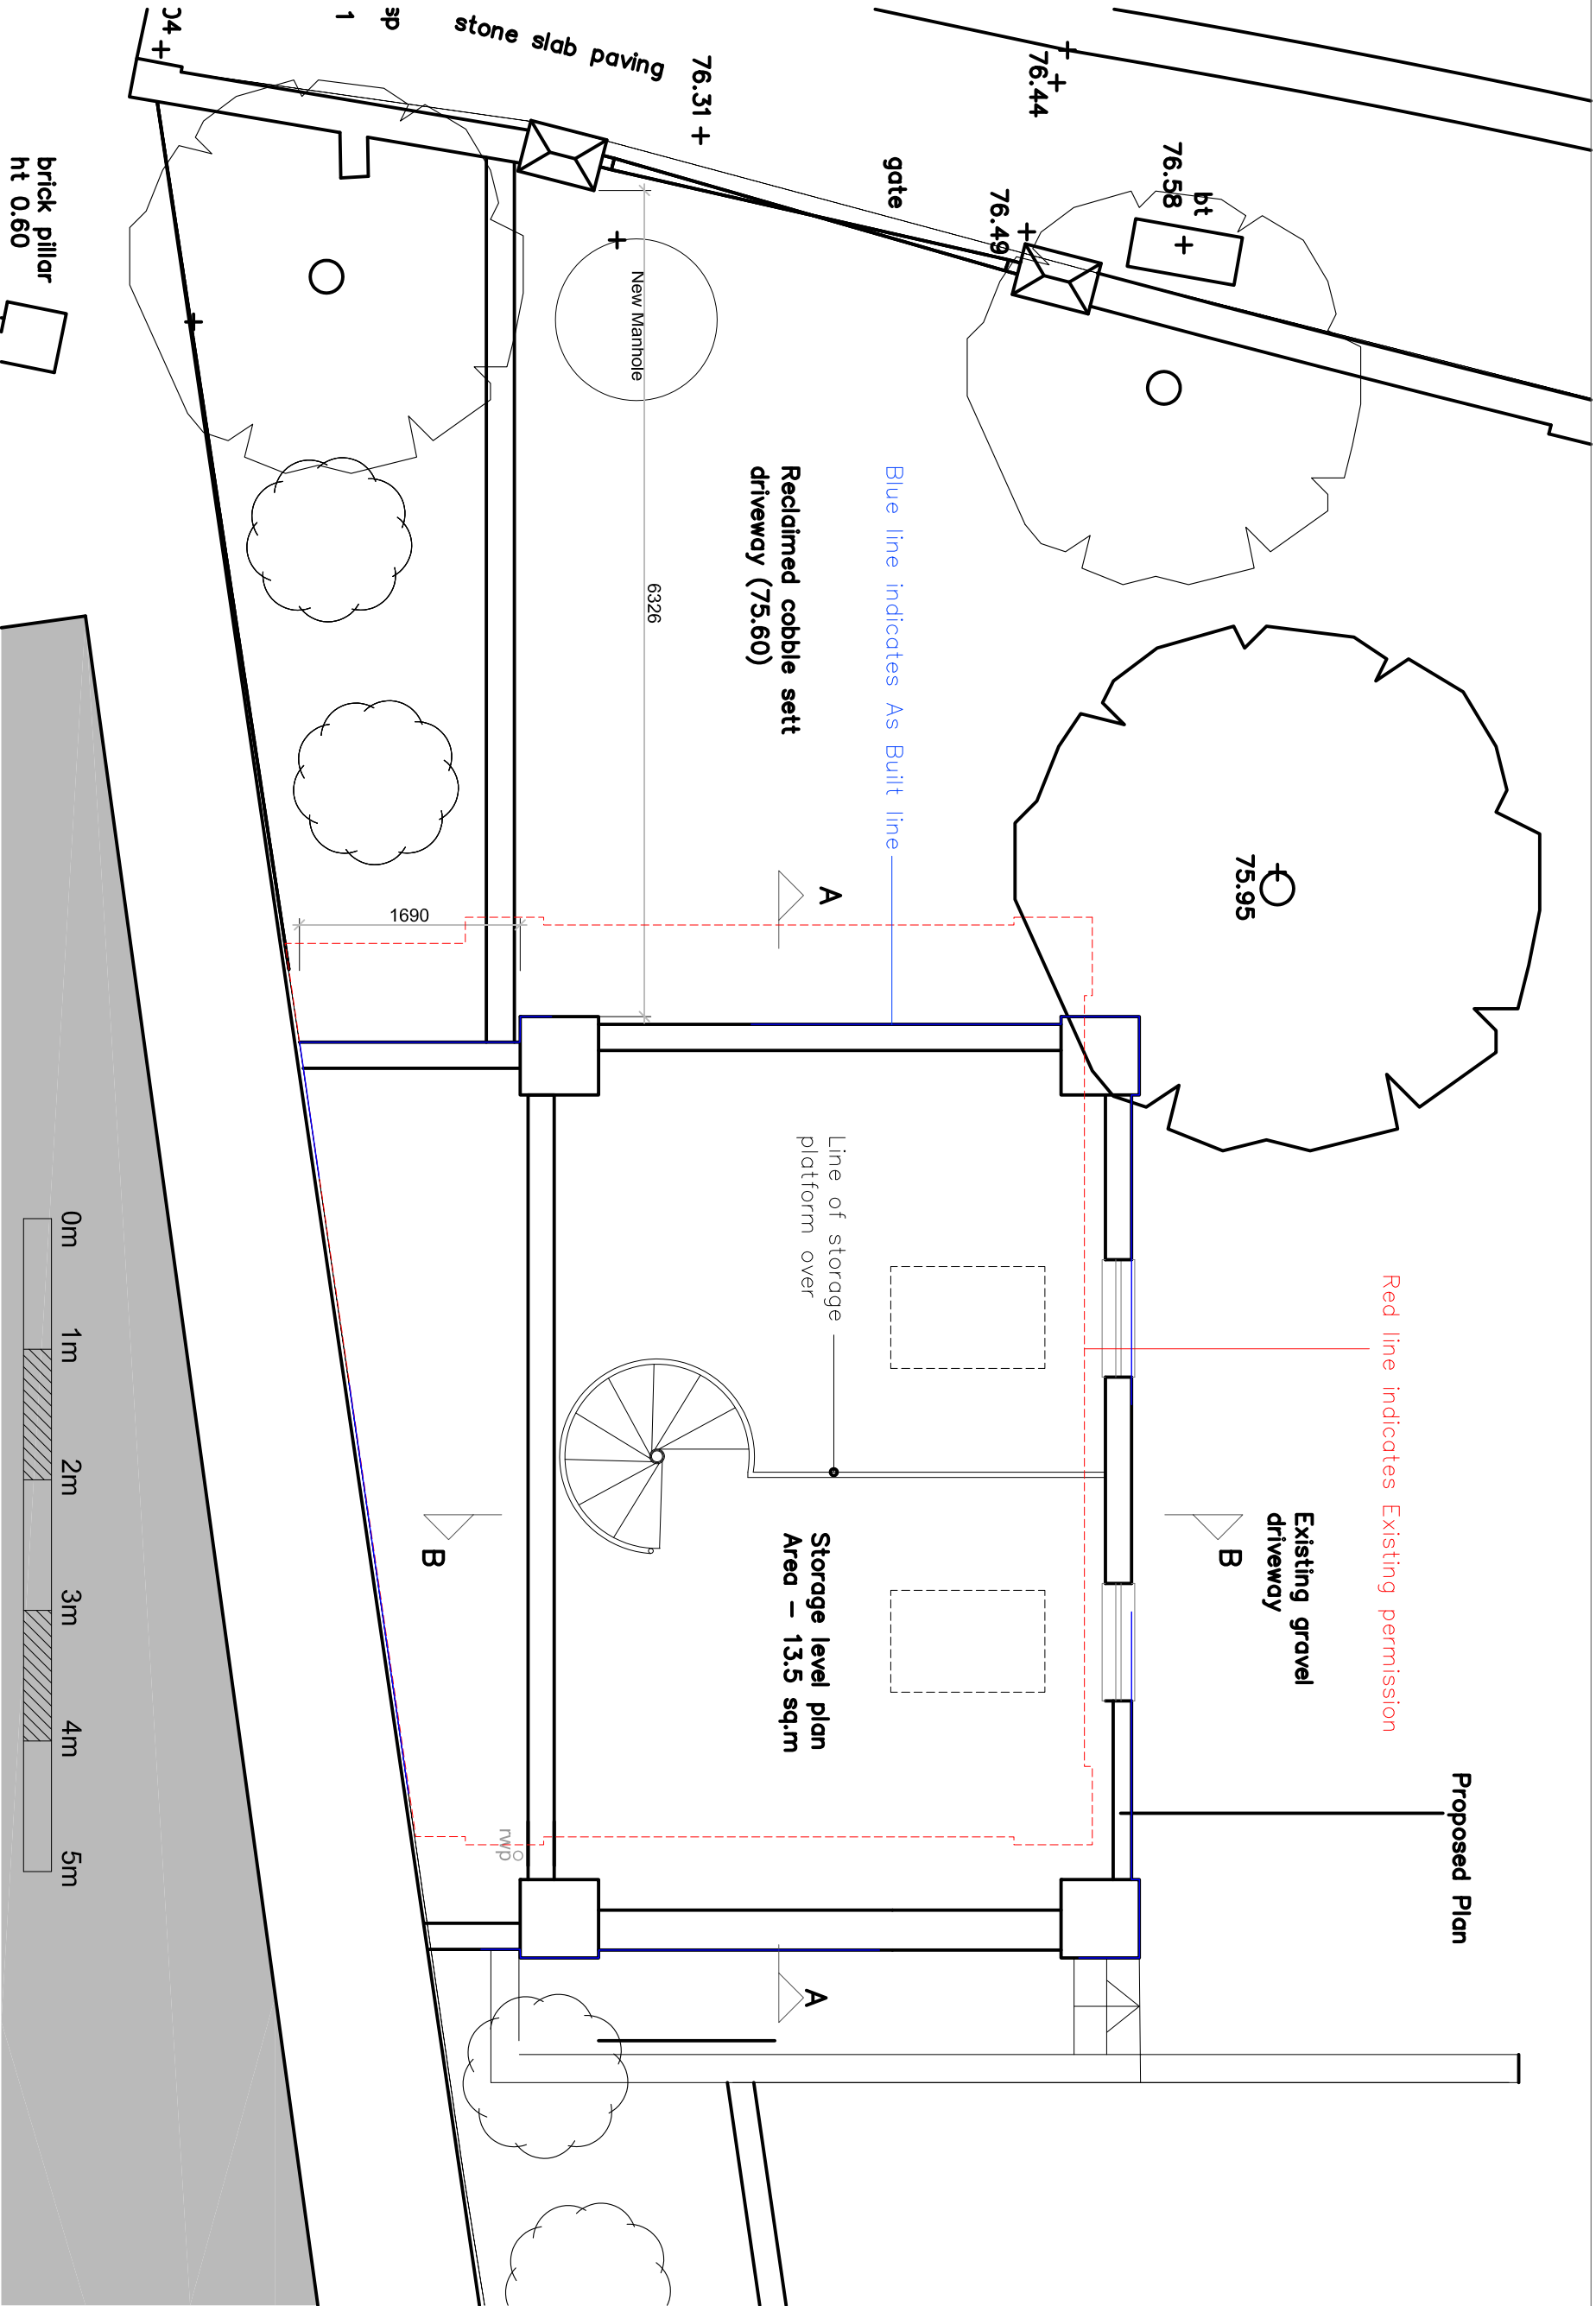 04
sp
1
stone slab paving
76.31
76.44
76.58
bt
gate
76.49
brick pillar
ht 0.60
New Manhole
Reclaimed cobble sett
driveway (75.60)
Blue line indicates As Built line
6326
75.95
A
1690
Line of storage
platform over
Red line indicates Existing permission
Existing gravel
driveway
B
B
Storage level plan
Area - 13.5 sq.m
Proposed Plan
rwp
A
0m
1m
2m
3m
4m
5m